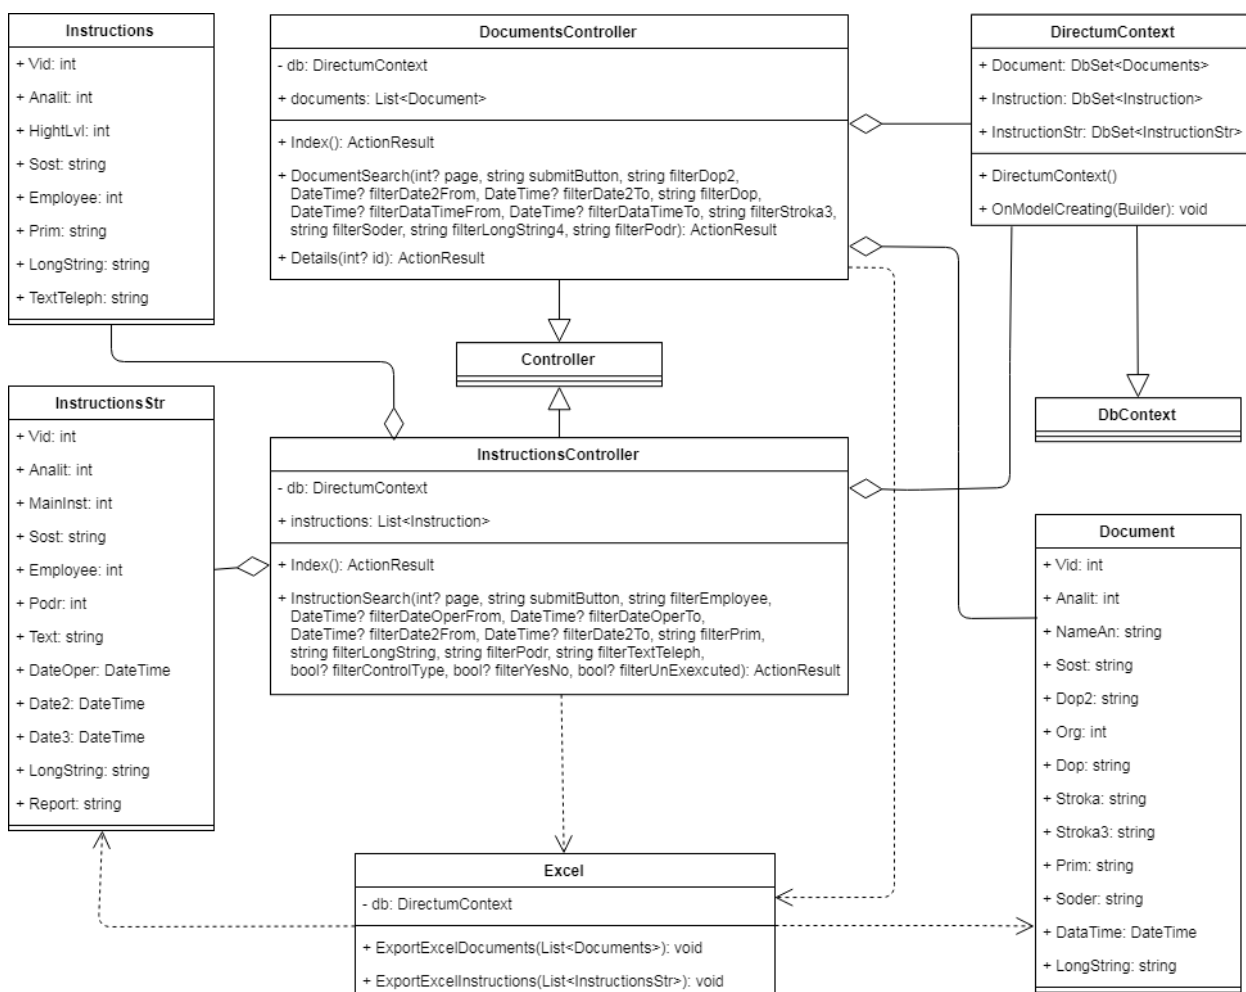 Instructions
+ Vid: int
+ Analit: int
+ HightLvl: int
+ Sost: string
+ Employee: int
+ Prim: string
+ LongString: string
+ TextTeleph: string
DocumentsController
- db: DirectumContext
+ documents: List<Document>
+ Index(): ActionResult
+ DocumentSearch(int? page, string submitButton, string filterDop2,
DateTime? filterDate2From, DateTime? filterDate2To, string filterDop,
DateTime? filterDataTimeFrom, DateTime? filterDataTimeTo, string filterStroka3,
string filterSoder, string filterLongString4, string filterPodr): ActionResult
+ Details(int? id): ActionResult
DirectumContext
+ Document: DbSet<Documents>
+ Instruction: DbSet<Instruction>
+ InstructionStr: DbSet<InstructionStr>
+ DirectumContext()
+ OnModelCreating(Builder): void
Controller
DbContext
InstructionsStr
+ Vid: int
+ Analit: int
+ MainInst: int
+ Sost: string
+ Employee: int
+ Podr: int
+ Text: string
+ DateOper: DateTime
+ Date2: DateTime
+ Date3: DateTime
+ LongString: string
+ Report: string
InstructionsController
- db: DirectumContext
+ instructions: List<Instruction>
+ Index(): ActionResult
+ InstructionSearch(int? page, string submitButton, string filterEmployee,
DateTime? filterDateOperFrom, DateTime? filterDateOperTo,
DateTime? filterDate2From, DateTime? filterDate2To, string filterPrim,
string filterLongString, string filterPodr, string filterTextTeleph,
bool? filterControlType, bool? filterYesNo, bool? filterUnExexcuted): ActionResult
Document
+ Vid: int
+ Analit: int
+ NameAn: string
+ Sost: string
+ Dop2: string
+ Org: int
+ Dop: string
+ Stroka: string
+ Stroka3: string
+ Prim: string
+ Soder: string
+ DataTime: DateTime
+ LongString: string
Excel
- db: DirectumContext
+ ExportExcelDocuments(List<Documents>): void
+ ExportExcelInstructions(List<InstructionsStr>): void